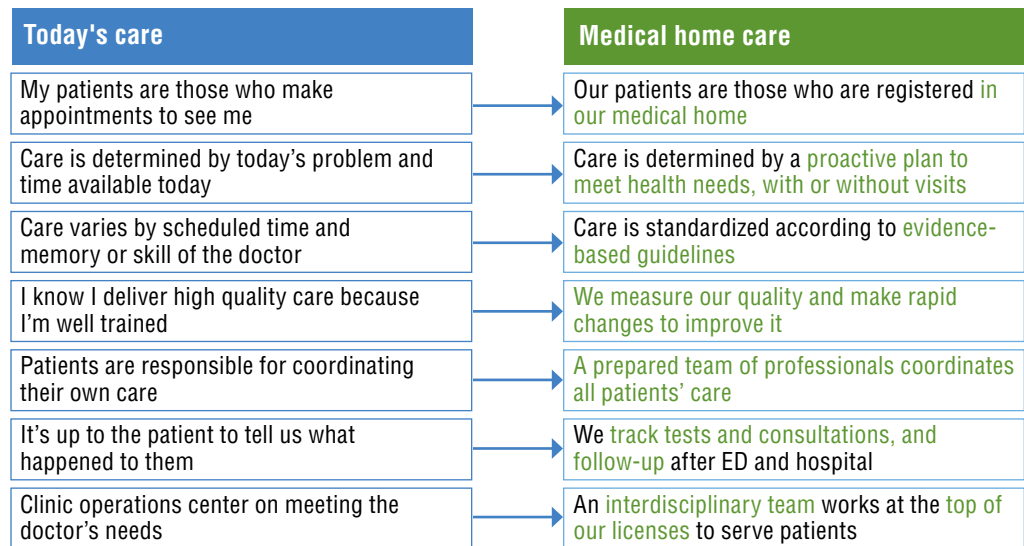 Today's care
Medical home care
My patients are those who make
appointments to see me
Our patients are those who are registered in
our medical home
Care is determined by today’s problem and
time available today
Care is determined by a proactive plan to
meet health needs, with or without visits
Care varies by scheduled time and
memory or skill of the doctor
Care is standardized according to evidence-
based guidelines
I know I deliver high quality care because
I’m well trained
We measure our quality and make rapid
changes to improve it
Patients are responsible for coordinating
their own care
A prepared team of professionals coordinates
all patients’ care
It’s up to the patient to tell us what
happened to them
We track tests and consultations, and
follow-up after ED and hospital
Clinic operations center on meeting the
doctor’s needs
An interdisciplinary team works at the top of
our licenses to serve patients